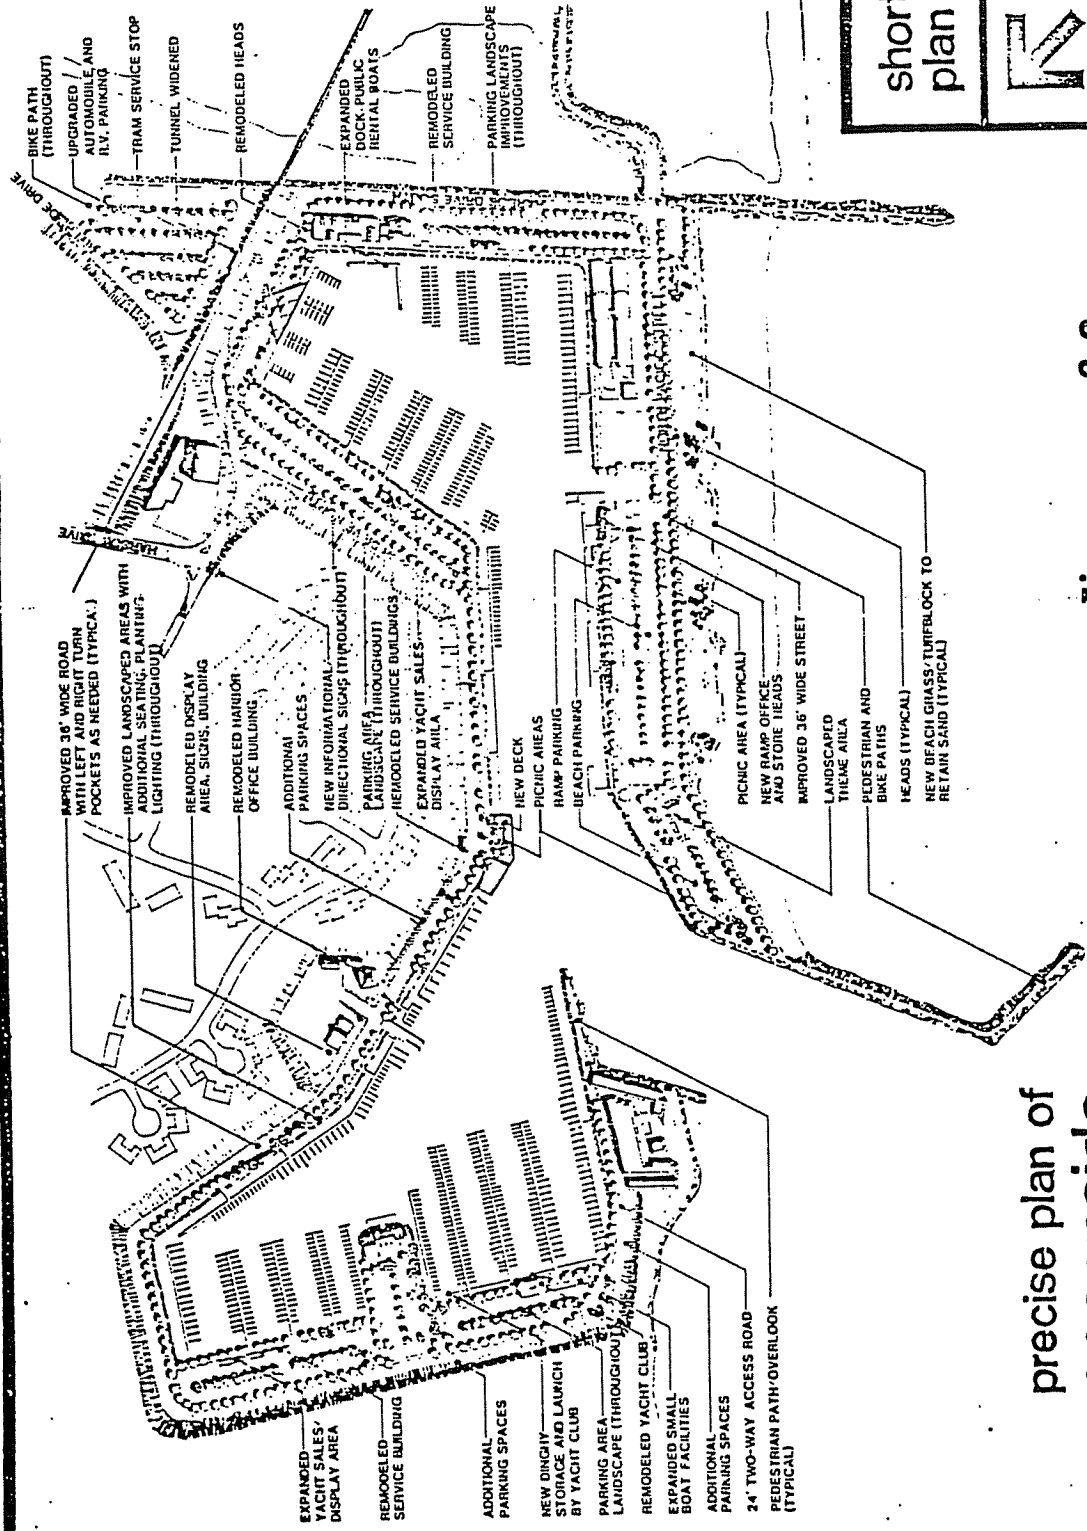 BIKE PATH
(THROUGHOUT)
UPGRADED
AUTOMOBILE AND
R.V. PARKING
TRAM SERVICE STOP
TUNNEL WIDENED
REMODELED HEADS
EXPANDED
DOCK-PUBLIC
RENTAL BOATS
REMODELED
SERVICE BUILDING
PARKING LANDSCAPE
IMPROVEMENTS
(THROUGHOUT)
short
plan
DRIVE
HARBOR DRIVE
IMPROVED 36' WIDE ROAD
WITH LEFT AND RIGHT TURN
POCKETS AS NEEDED (TYPICAL)
IMPROVED LANDSCAPED AREAS WITH
ADDITIONAL SEATING, PLANTING,
LIGHTING (THROUGHOUT)
REMODELED DISPLAY
AREA, SIGNS, BUILDING
REMODELED HARBOR
OFFICE BUILDING
ADDITIONAL
PARKING SPACES
NEW INFORMATIONAL
DIRECTIONAL SIGNS (THROUGHOUT)
PARKING AREA
LANDSCAPE (THROUGHOUT)
REMODELED SERVICE BUILDINGS
EXPANDED YACHT SALES
DISPLAY AREA
NEW DECK
PICNIC AREAS
RAMP PARKING
BEACH PARKING
PICNIC AREA (TYPICAL)
NEW RAMP OFFICE
AND STORE HEADS
IMPROVED 36' WIDE STREET
LANDSCAPED
THEME AREA
PEDESTRIAN AND
BIKE PATHS
HEADS (TYPICAL)
NEW BEACH GRASS/TURFBLOCK TO
RETAIN SAND (TYPICAL)
EXPANDED
YACHT SALES/
DISPLAY AREA
REMODELED
SERVICE BUILDING
ADDITIONAL
PARKING SPACES
NEW DINGHY
STORAGE AND LAUNCH
BY YACHT CLUB
PARKING AREA
LANDSCAPE (THROUGHOUT)
REMODELED YACHT CLUB
EXPANDED SMALL
BOAT FACILITIES
ADDITIONAL
PARKING SPACES
24' TWO-WAY ACCESS ROAD
PEDESTRIAN PATH/OVERLOOK
(TYPICAL)
precise plan of